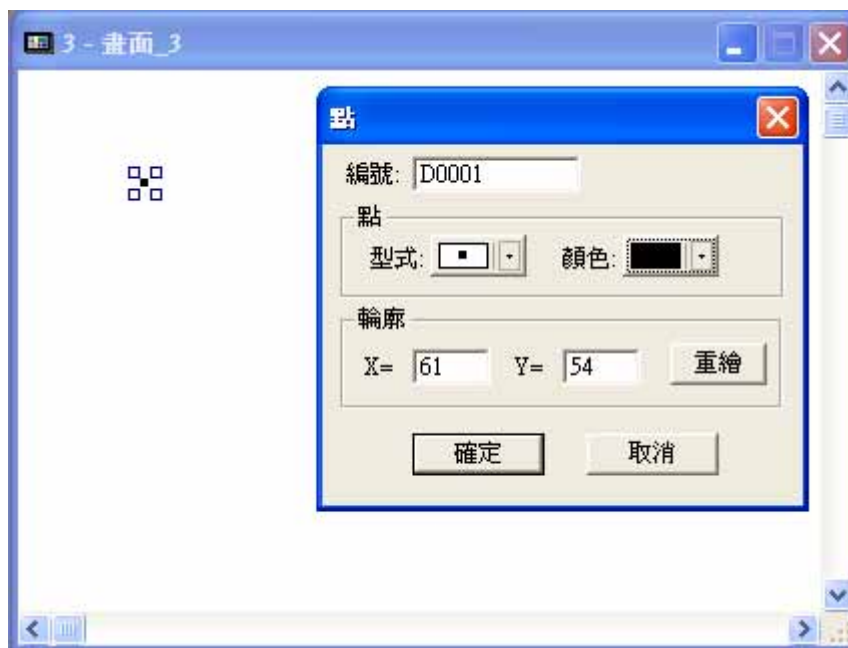 3 - 畫面_3
點
編號: D0001
點
型式: 顏色:
輪廓
X= 61 Y= 54 重繪
確定 取消